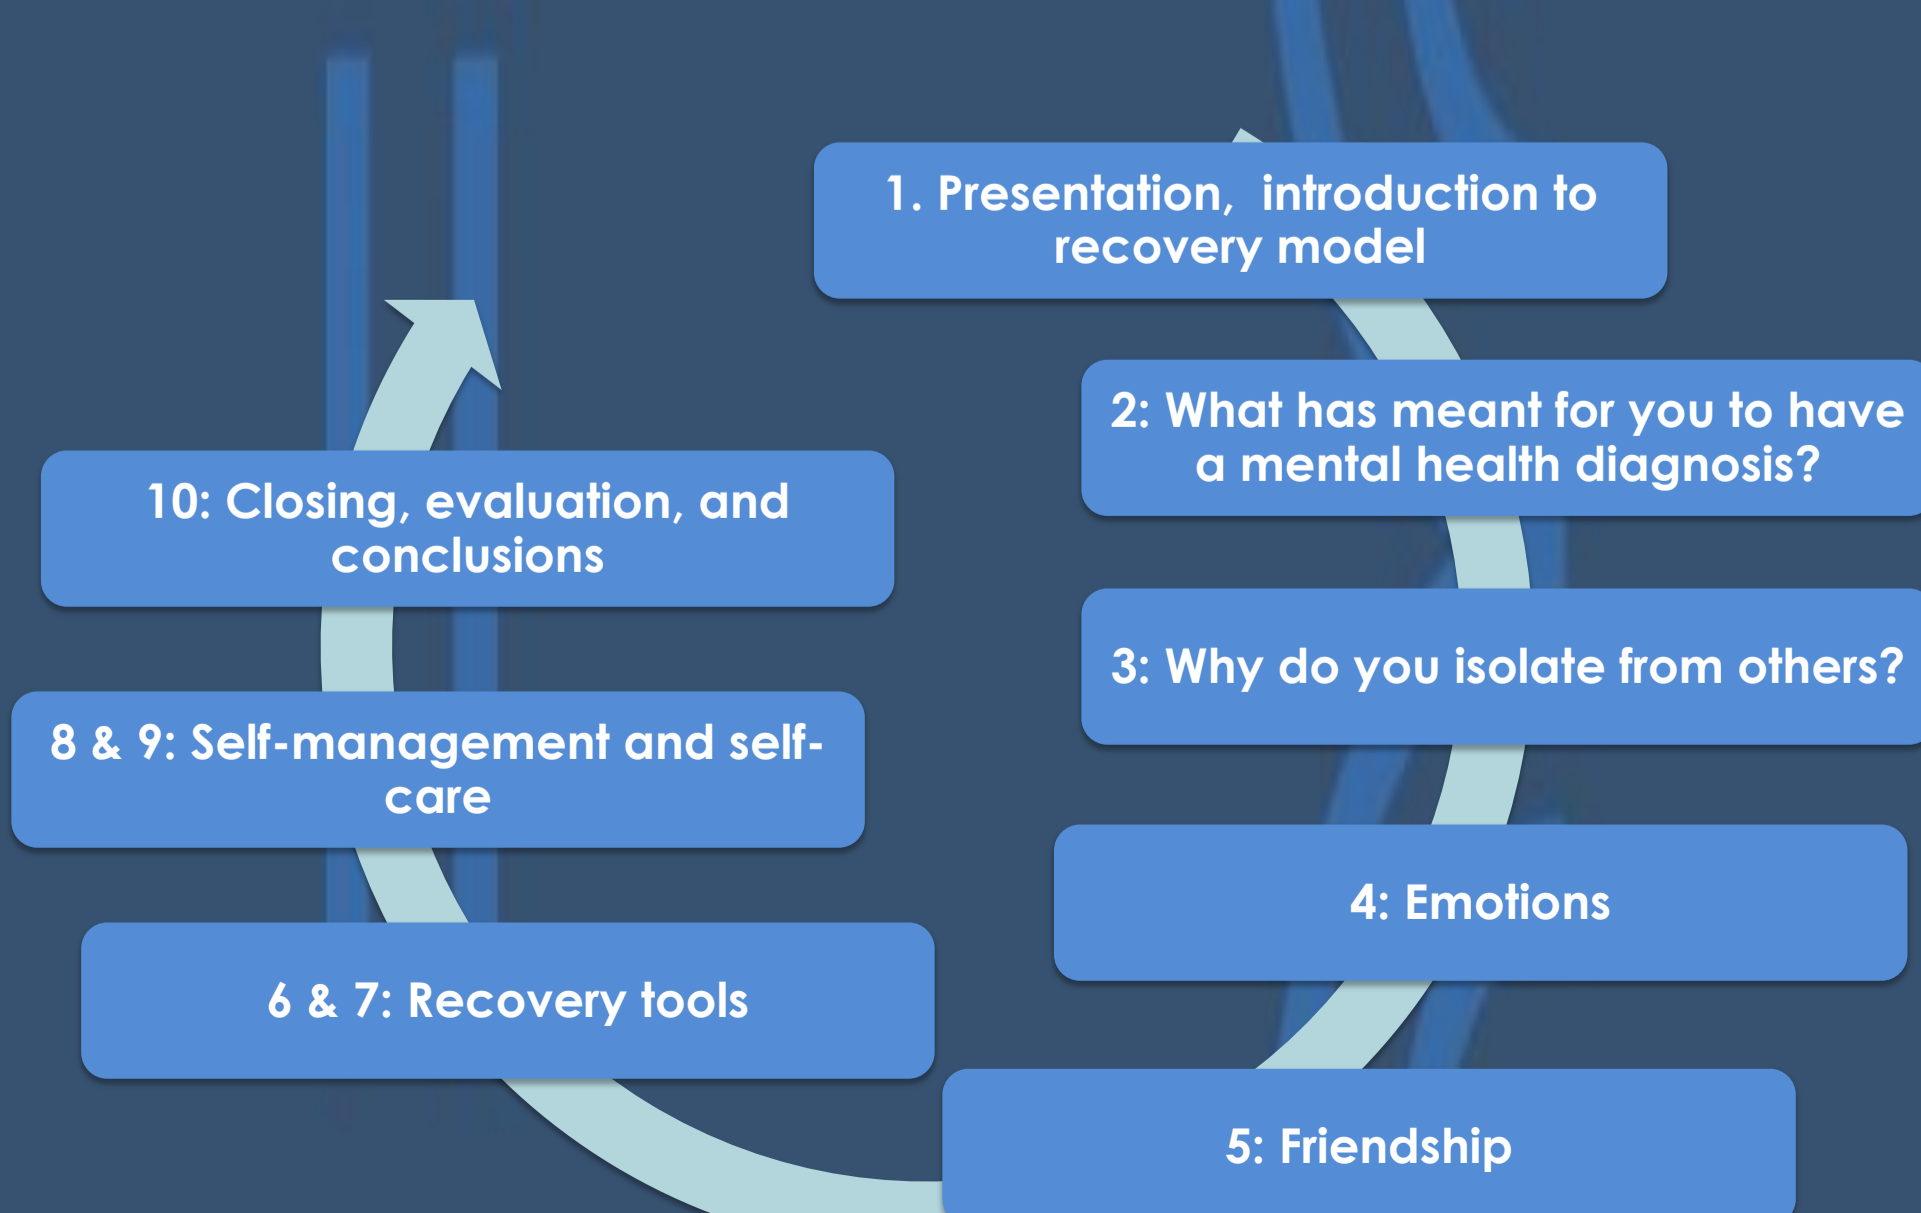 1. Presentation,  introduction to
recovery model
2: What has meant for you to have
a mental health diagnosis?
3: Why do you isolate from others?
4: Emotions
5: Friendship
6 & 7: Recovery tools
8 & 9: Self-management and self-
care
10: Closing, evaluation, and
conclusions